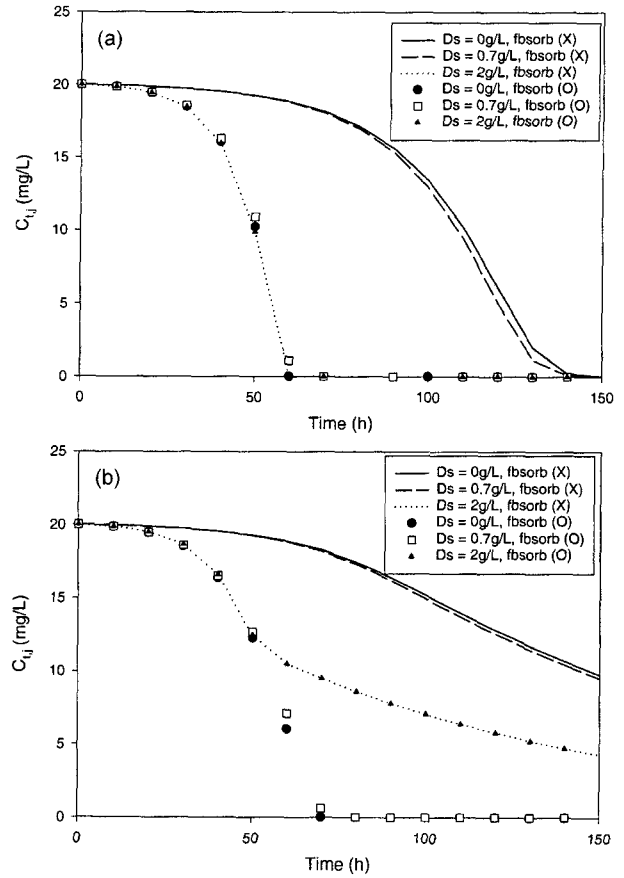 (a)
Ds = 0g/L, fbsorb (X)
Ds = 0.7g/L, fbsorb (X)
Ds = 2g/L, fbsorb (X)
Ds = 0g/L, fbsorb (O)
Ds = 0.7g/L, fbsorb (O)
Ds = 2g/L, fbsorb (O)
25
20
15
10
5
0
Ct,j (mg/L)
0 50 100 150
Time (h)
(b)
Ds = 0g/L, fbsorb (X)
Ds = 0.7g/L, fbsorb (X)
Ds = 2g/L, fbsorb (X)
Ds = 0g/L, fbsorb (O)
Ds = 0.7g/L, fbsorb (O)
Ds = 2g/L, fbsorb (O)
25
20
15
10
5
0
Ct,j (mg/L)
0 50 100 150
Time (h)